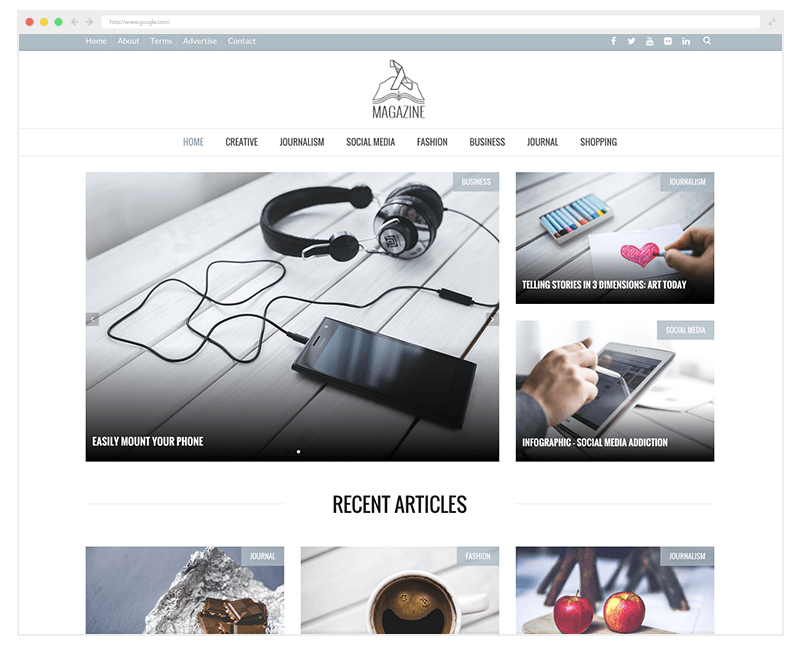 http://www.google.com/
Home About Terms Advertise Contact
MAGAZINE
HOME CREATIVE JOURNALISM SOCIAL MEDIA FASHION BUSINESS JOURNAL SHOPPING
BUSINESS
EASILY MOUNT YOUR PHONE
JOURNALISM
TELLING STORIES IN 3 DIMENSIONS: ART TODAY
SOCIAL MEDIA
INFOGRAPHIC - SOCIAL MEDIA ADDICTION
RECENT ARTICLES
JOURNAL
FASHION
JOURNALISM